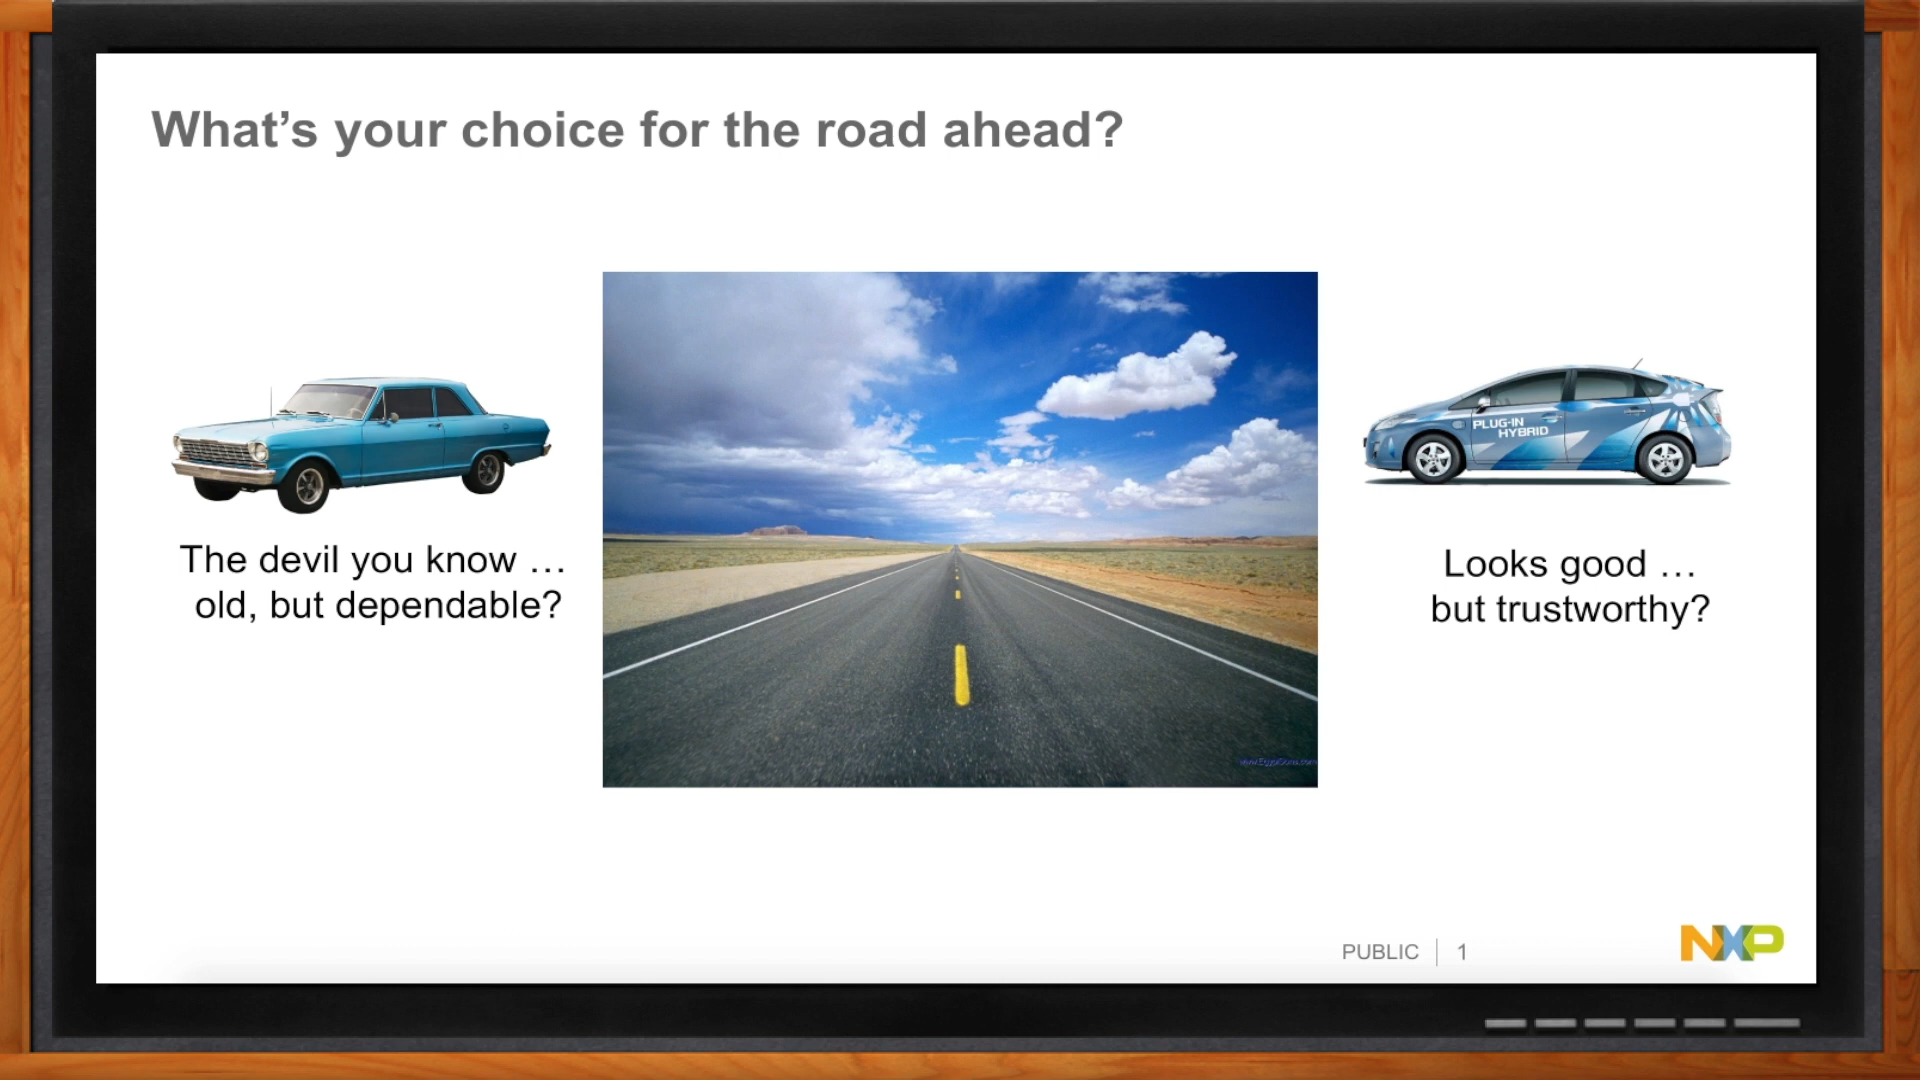 What’s your choice for the road ahead?
PLUG-IN
HYBRID
The devil you know …
old, but dependable?
Looks good …
but trustworthy?
PUBLIC
1
NXP